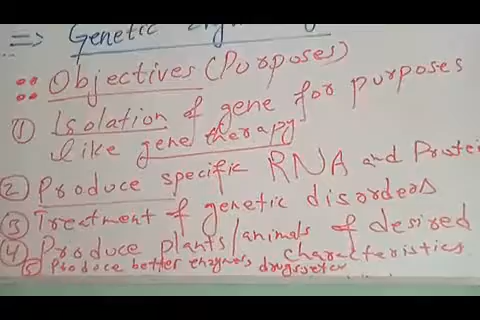 => Genetic
:: Objectives (Purposes)
① Isolation of gene for purposes
like gene therapy
② Produce specific RNA and Protei
③ Treatment of genetic disorders
④ Produce plants/animals of desired
characteristics
⑤ Produce better enzymes drugs